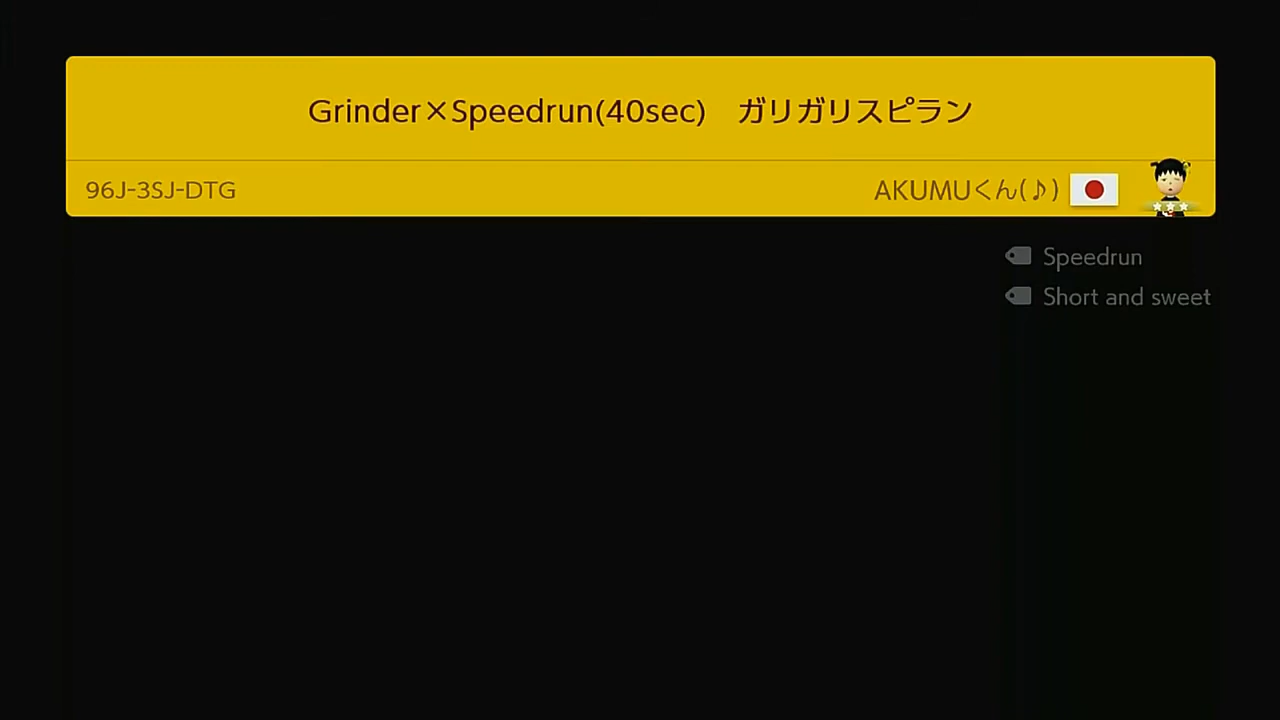 Grinder×Speedrun(40sec)　ガリガリスピラン
96J-3SJ-DTG
AKUMUくん(♪)
Speedrun
Short and sweet